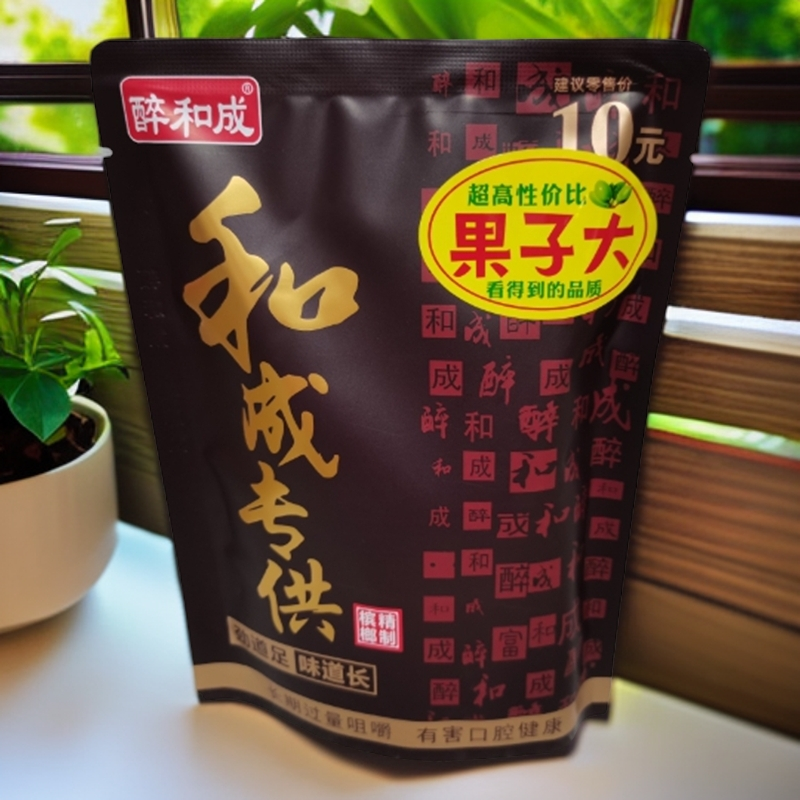 醉和成®
建议零售价
10元
超高性价比
果子大
看得到的品质
和成专供
精制
槟榔
劲道足 味道长
长期过量咀嚼 有害口腔健康